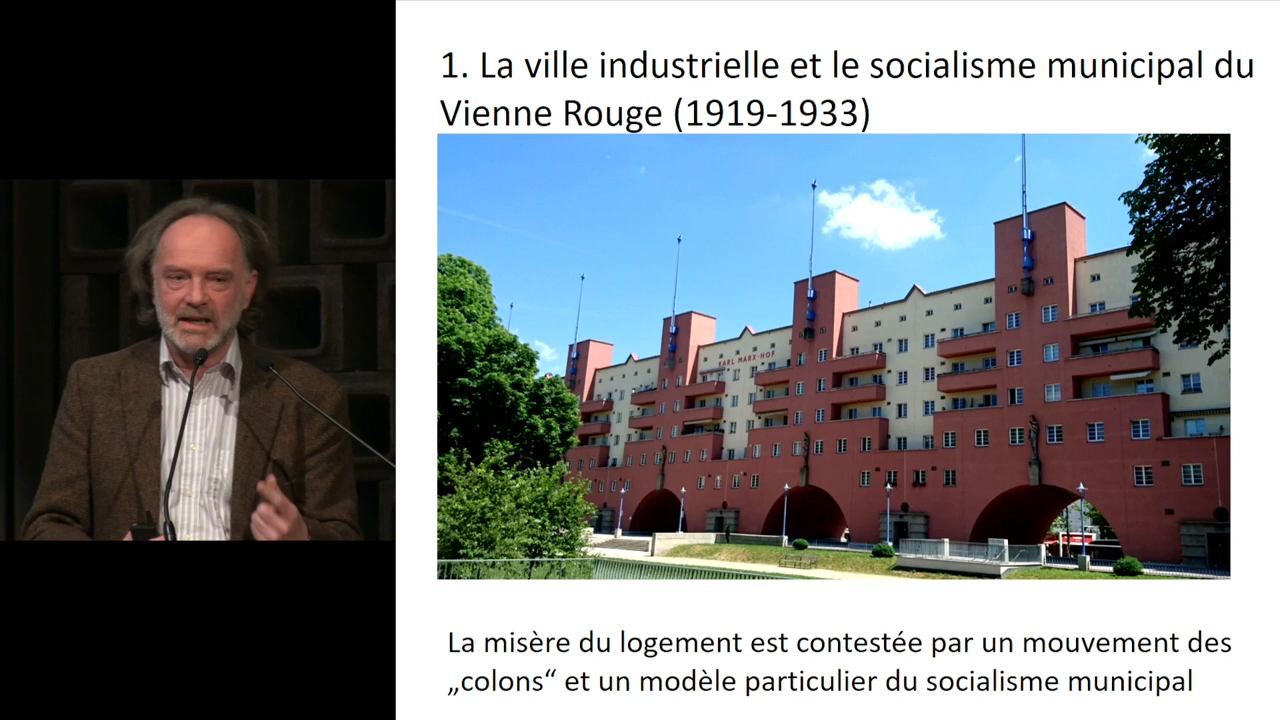 1. La ville industrielle et le socialisme municipal du
Vienne Rouge (1919-1933)
KARL MARX-HOF
La misère du logement est contestée par un mouvement des
„colons“ et un modèle particulier du socialisme municipal